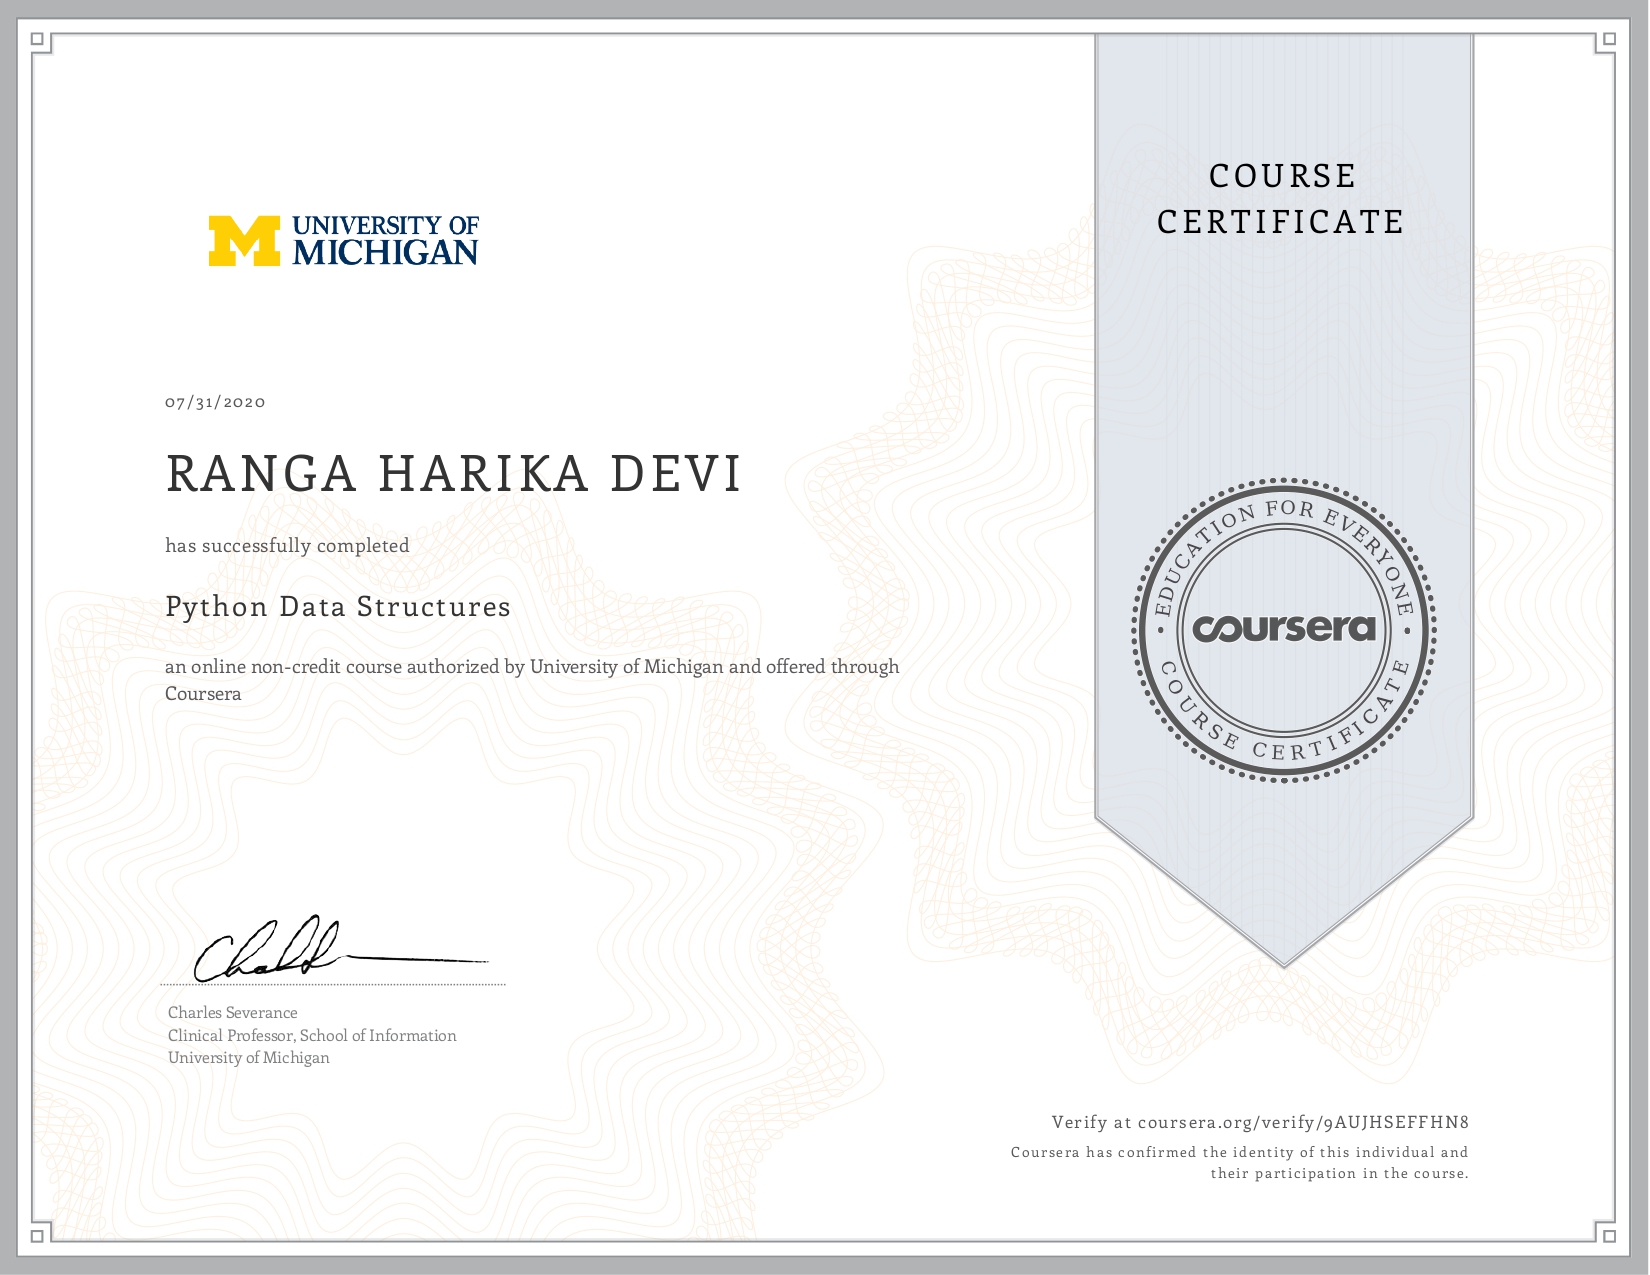 UNIVERSITY OF
MICHIGAN
07/31/2020
RANGA HARIKA DEVI
has successfully completed
Python Data Structures
an online non-credit course authorized by University of Michigan and offered through
Coursera
Charles Severance
Clinical Professor, School of Information
University of Michigan
COURSE
CERTIFICATE
EDUCATION FOR EVERYONE
coursera
COURSE CERTIFICATE
Verify at coursera.org/verify/9AUJHSEFFHN8
Coursera has confirmed the identity of this individual and
their participation in the course.